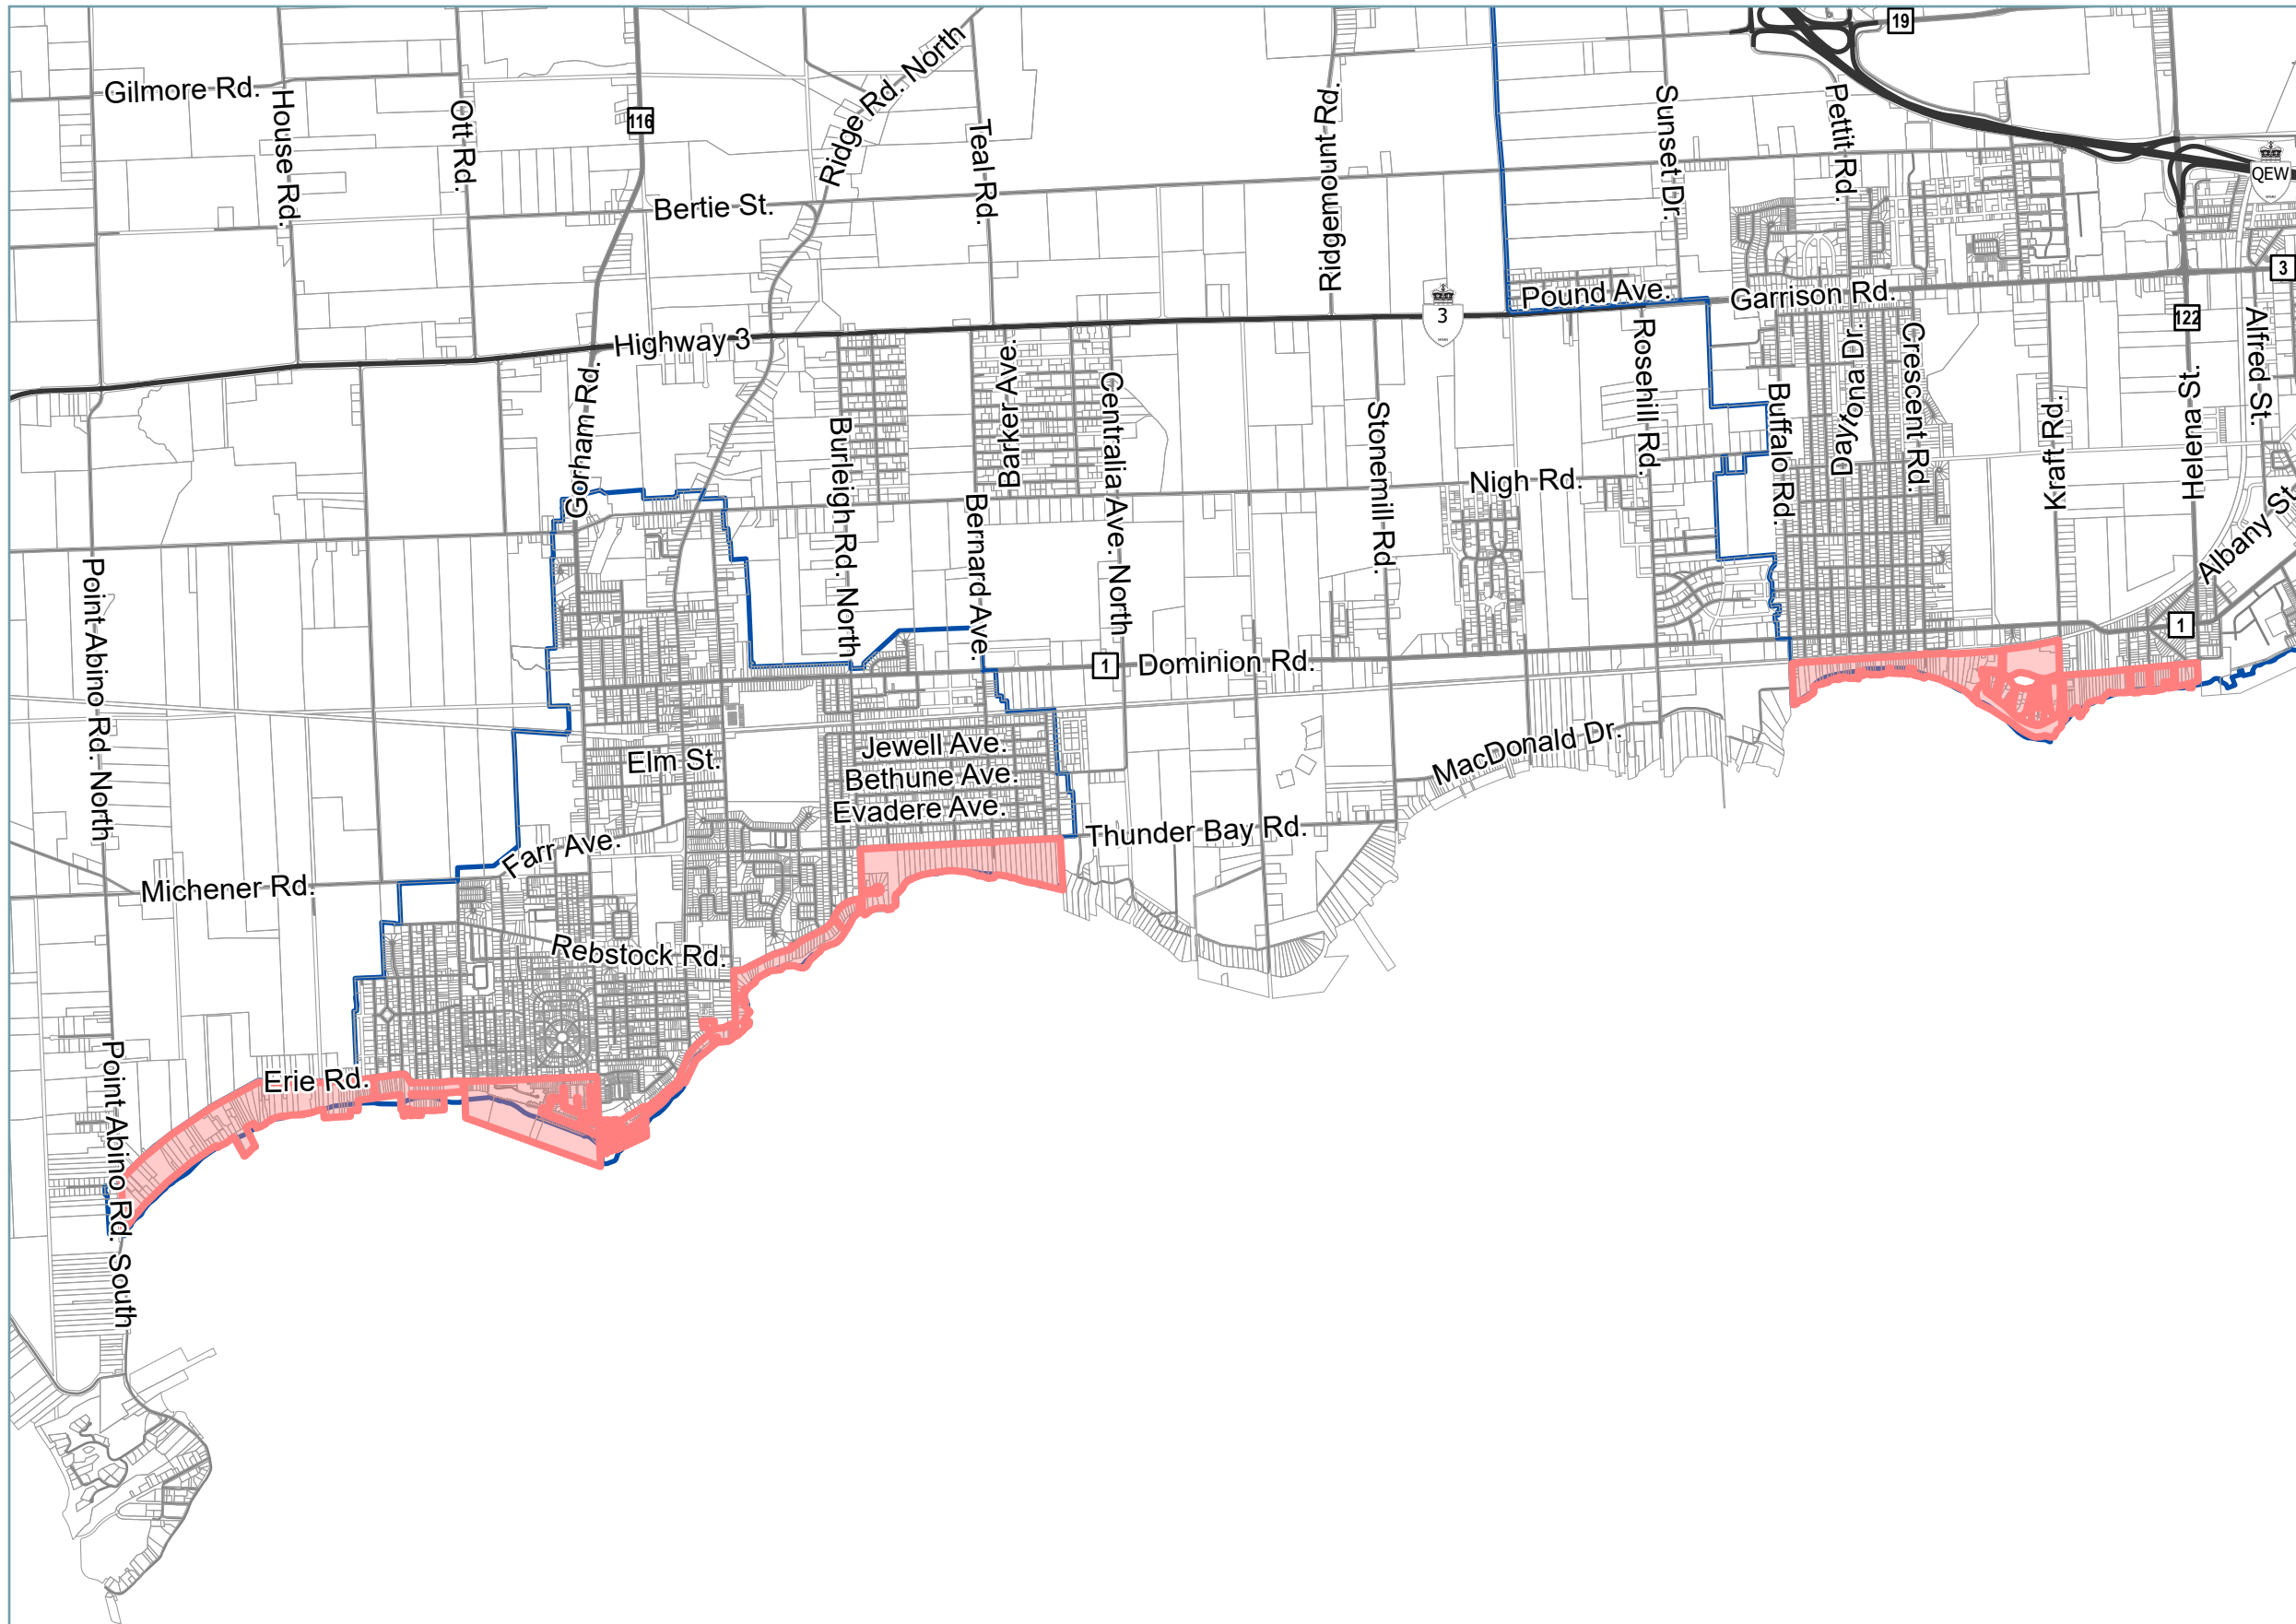 19
Gilmore Rd.
House Rd.
Ott Rd.
116
Ridge Rd. North
Teal Rd.
Ridgemount Rd.
Sunset Dr.
Pettit Rd.
QEW
Bertie St.
3
Pound Ave.
Garrison Rd.
3
122
Highway 3
Gorham Rd.
Burleigh Rd. North
Barker Ave.
Bernard Ave.
Centralia Ave. North
Stonemill Rd.
Nigh Rd.
Rosehill Rd.
Buffalo Rd.
Daytona Dr.
Crescent Rd.
Kraft Rd.
Helena St.
Alfred St.
Albany St.
1
Point Abino Rd. North
1
Dominion Rd.
Elm St.
Jewell Ave.
Bethune Ave.
Evadere Ave.
MacDonald Dr.
Thunder Bay Rd.
Farr Ave.
Michener Rd.
Rebstock Rd.
Erie Rd.
Point Abino Rd. South